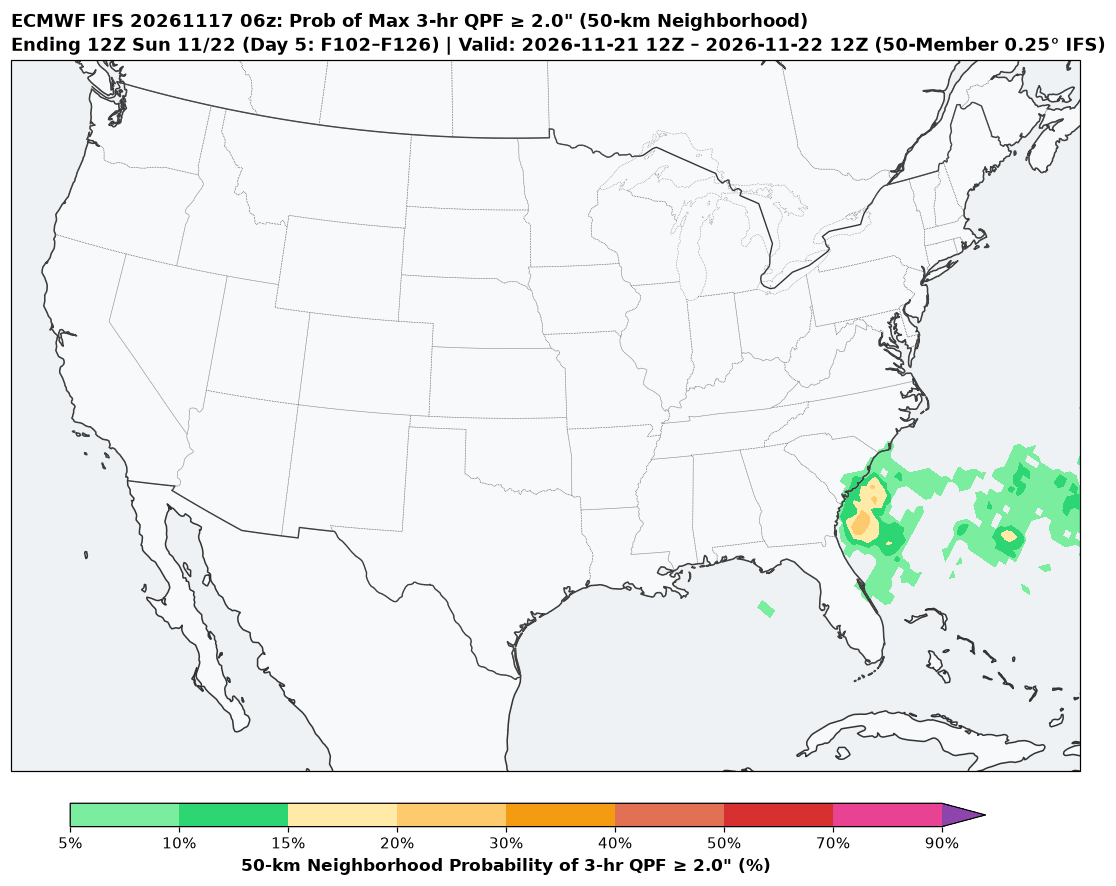 ECMWF IFS 20261117 06z: Prob of Max 3-hr QPF ≥ 2.0" (50-km Neighborhood)
Ending 12Z Sun 11/22 (Day 5: F102–F126) | Valid: 2026-11-21 12Z – 2026-11-22 12Z (50-Member 0.25° IFS)
5% 10% 15% 20% 30% 40% 50% 70% 90%
50-km Neighborhood Probability of 3-hr QPF ≥ 2.0" (%)